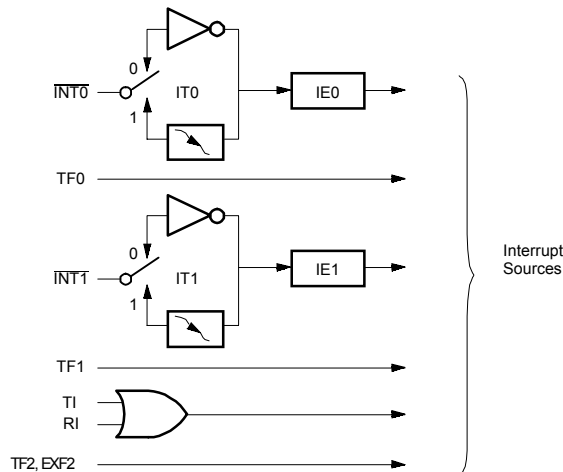 0
INT0
IT0
IE0
1
TF0
0
INT1
IT1
IE1
1
Interrupt
Sources
TF1
TI
RI
TF2, EXF2